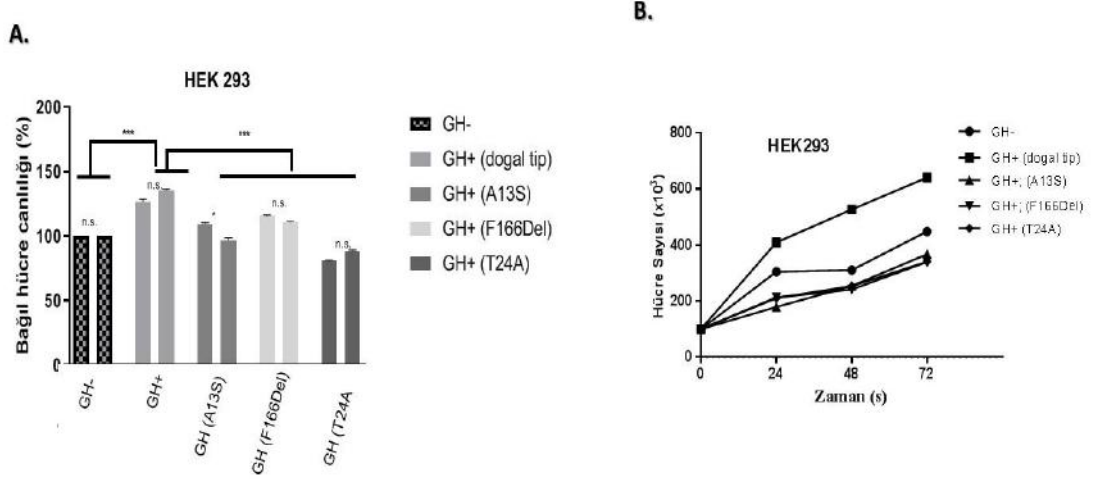 A.
HEK 293
Bağıl hücre canlılığı (%)
200
150
100
50
0
***
***
n.s.
n.s.
*
n.s.
n.s.
GH-
GH+
GH (A13S)
GH (F166Del)
GH (T24A
GH-
GH+ (dogal tip)
GH+ (A13S)
GH+ (F166Del)
GH+ (T24A)
B.
HEK293
Hücre Sayısı (x10³)
800
600
400
200
0
0
24
48
72
Zaman (s)
GH-
GH+ (dogal tip)
GH+; (A13S)
GH+; (F166Del)
GH+ (T24A)